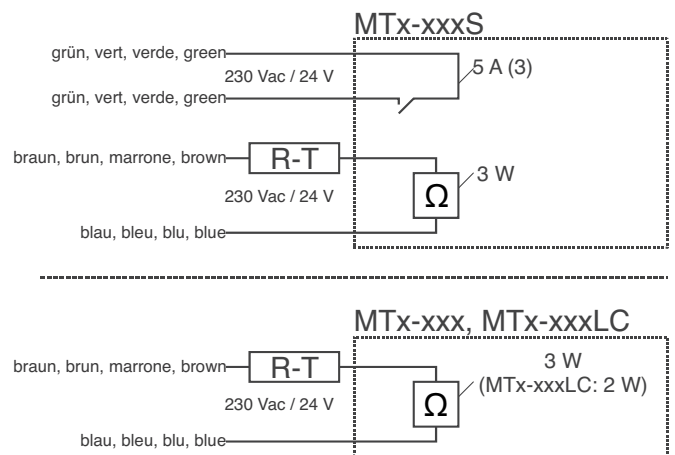 MTx-xxxS
grün, vert, verde, green
230 Vac / 24 V
5 A (3)
grün, vert, verde, green
braun, brun, marrone, brown
R-T
230 Vac / 24 V
Ω
3 W
blau, bleu, blu, blue
MTx-xxx, MTx-xxxLC
braun, brun, marrone, brown
R-T
3 W
(MTx-xxxLC: 2 W)
230 Vac / 24 V
Ω
blau, bleu, blu, blue